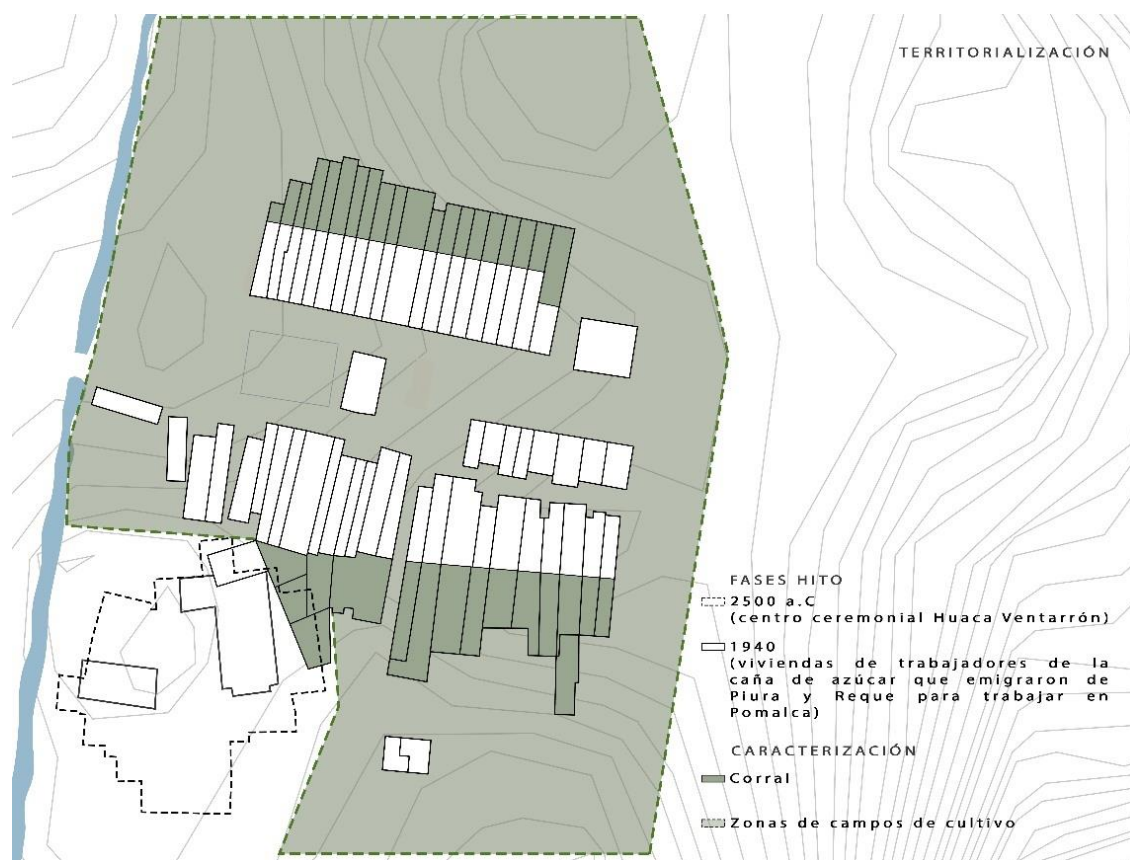 TERRITORIALIZACIÓN
FASES HITO
2500 a.C
(centro ceremonial Huaca Ventarrón)
1940
(viviendas de trabajadores de la
caña de azúcar que emigraron de
Piura y Reque para trabajar en
Pomalca)
CARACTERIZACIÓN
Corral
Zonas de campos de cultivo